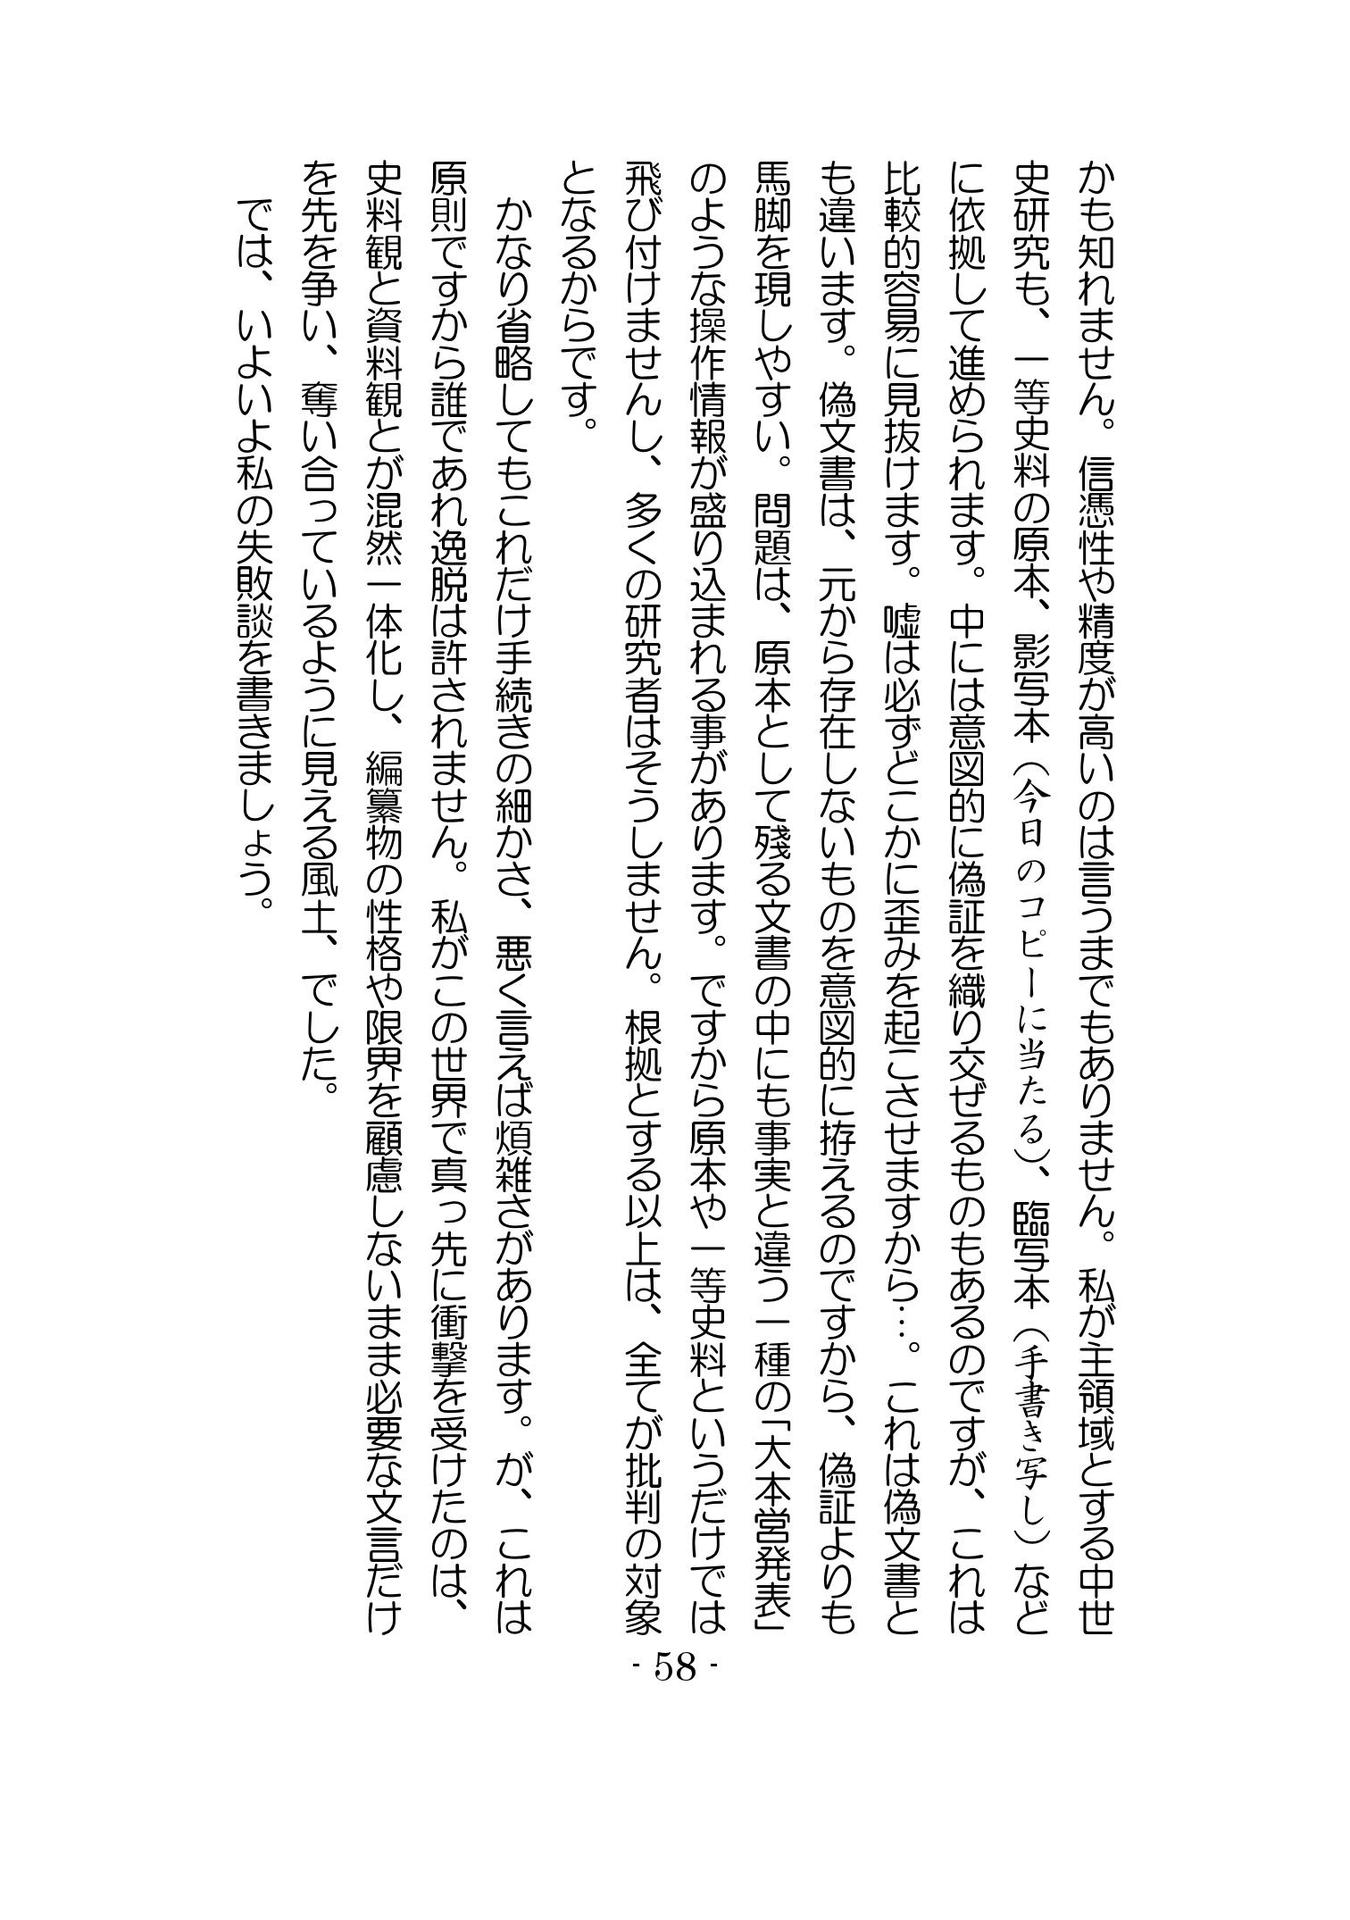 かも知れません。信憑性や精度が高いのは言うまでもありません。私が主領域とする中世
史研究も、一等史料の原本、影写本（今日のコピーに当たる）、臨写本（手書き写し）など
に依拠して進められます。中には意図的に偽証を織り交ぜるものもあるのですが、これは
比較的容易に見抜けます。嘘は必ずどこかに歪みを起こさせますから…。これは偽文書と
も違います。偽文書は、元から存在しないものを意図的に拵えるのですから、偽証よりも
馬脚を現しやすい。問題は、原本として残る文書の中にも事実と違う一種の「大本営発表」
のような操作情報が盛り込まれる事があります。ですから原本や一等史料というだけでは
飛び付けませんし、多くの研究者はそうしません。根拠とする以上は、全てが批判の対象
となるからです。
かなり省略してもこれだけ手続きの細かさ、悪く言えば煩雑さがあります。が、これは
原則ですから誰であれ逸脱は許されません。私がこの世界で真っ先に衝撃を受けたのは、
史料観と資料観とが混然一体化し、編纂物の性格や限界を顧慮しないまま必要な文言だけ
を先を争い、奪い合っているように見える風土、でした。
では、いよいよ私の失敗談を書きましょう。
- 58 -